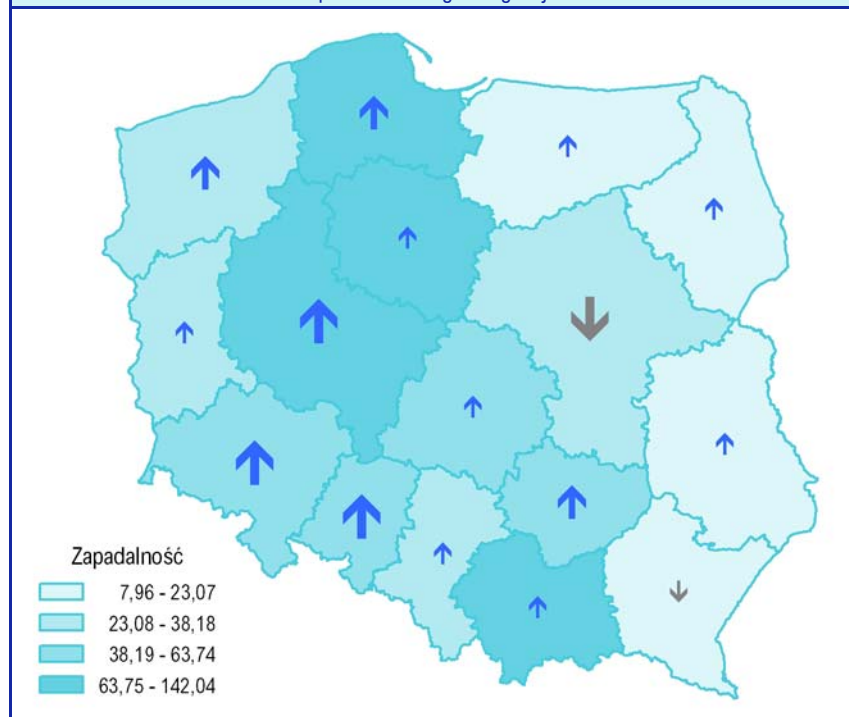 Zapadalność
7,96 - 23,07
23,08 - 38,18
38,19 - 63,74
63,75 - 142,04